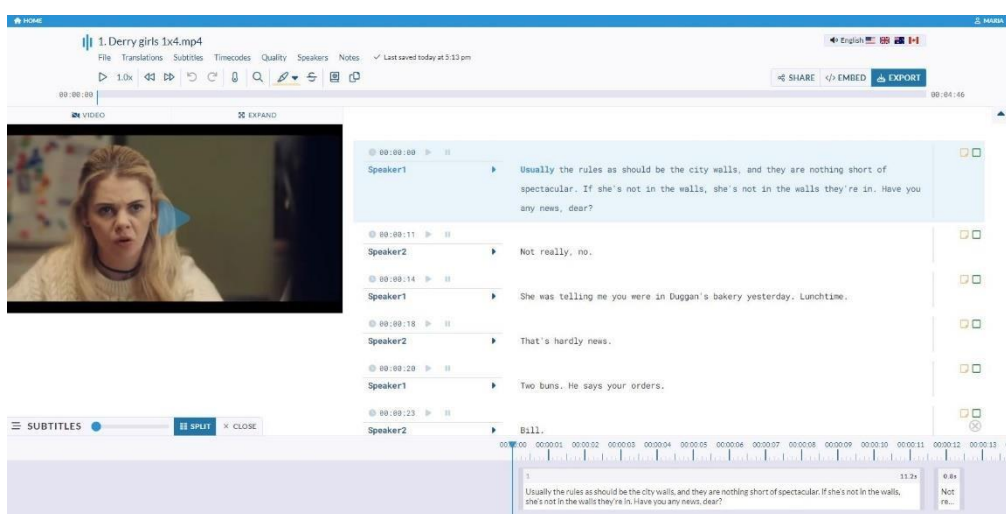 HOME
MARIA
1. Derry girls 1x4.mp4
File Translations Subtitles Timecodes Quality Speakers Notes ✓ Last saved today at 5:13 pm
English
1.0x
SHARE </> EMBED EXPORT
00:00:00
00:04:46
VIDEO EXPAND
00:00:00
Speaker1
Usually the rules as should be the city walls, and they are nothing short of
spectacular. If she's not in the walls, she's not in the walls they're in. Have you
any news, dear?
00:00:11
Speaker2
Not really, no.
00:00:14
Speaker1
She was telling me you were in Duggan's bakery yesterday. Lunchtime.
00:00:18
Speaker2
That's hardly news.
00:00:20
Speaker1
Two buns. He says your orders.
00:00:23
Speaker2
Bill.
SUBTITLES SPLIT × CLOSE
00:00:01 00:00:02 00:00:03 00:00:04 00:00:05 00:00:06 00:00:07 00:00:08 00:00:09 00:00:10 00:00:11 00:00:12 00:00:13
1 11.2s 0.8s
Usually the rules as should be the city walls, and they are nothing short of spectacular. If she's not in the walls,
she's not in the walls they're in. Have you any news, dear?
Not
re...